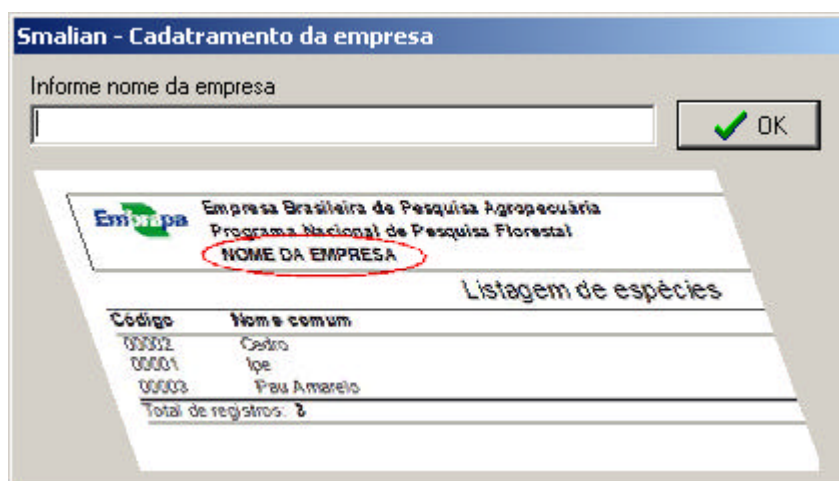 Smalian - Cadatramento da empresa
Informe nome da empresa
OK
Embrapa
Empresa Brasileira de Pesquisa Agropecuária
Programa Nacional de Pesquisa Florestal
NOME DA EMPRESA
Listagem de espécies
Código Nome comum
00002 Cedro
00001 Ipe
00003 Pau Amarelo
Total de registros: 3